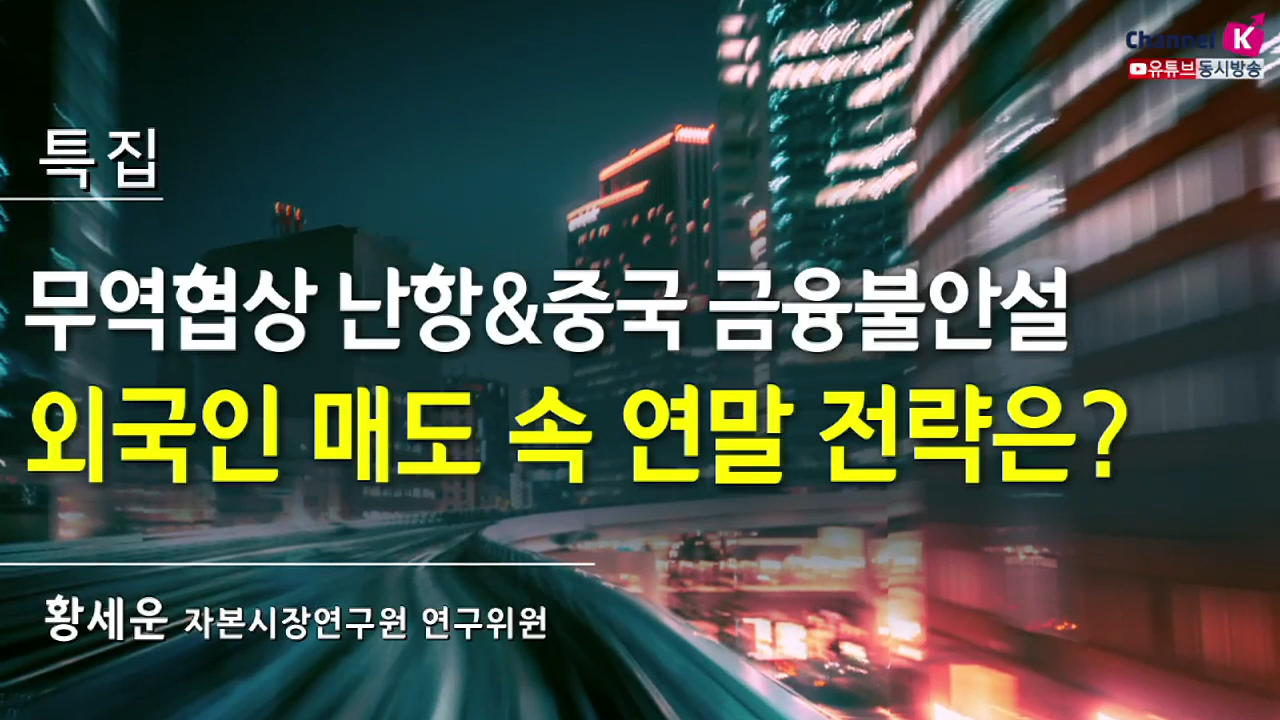 Channel K
유튜브 동시방송
특집
무역협상 난항&중국 금융불안설
외국인 매도 속 연말 전략은?
황세운 자본시장연구원 연구위원